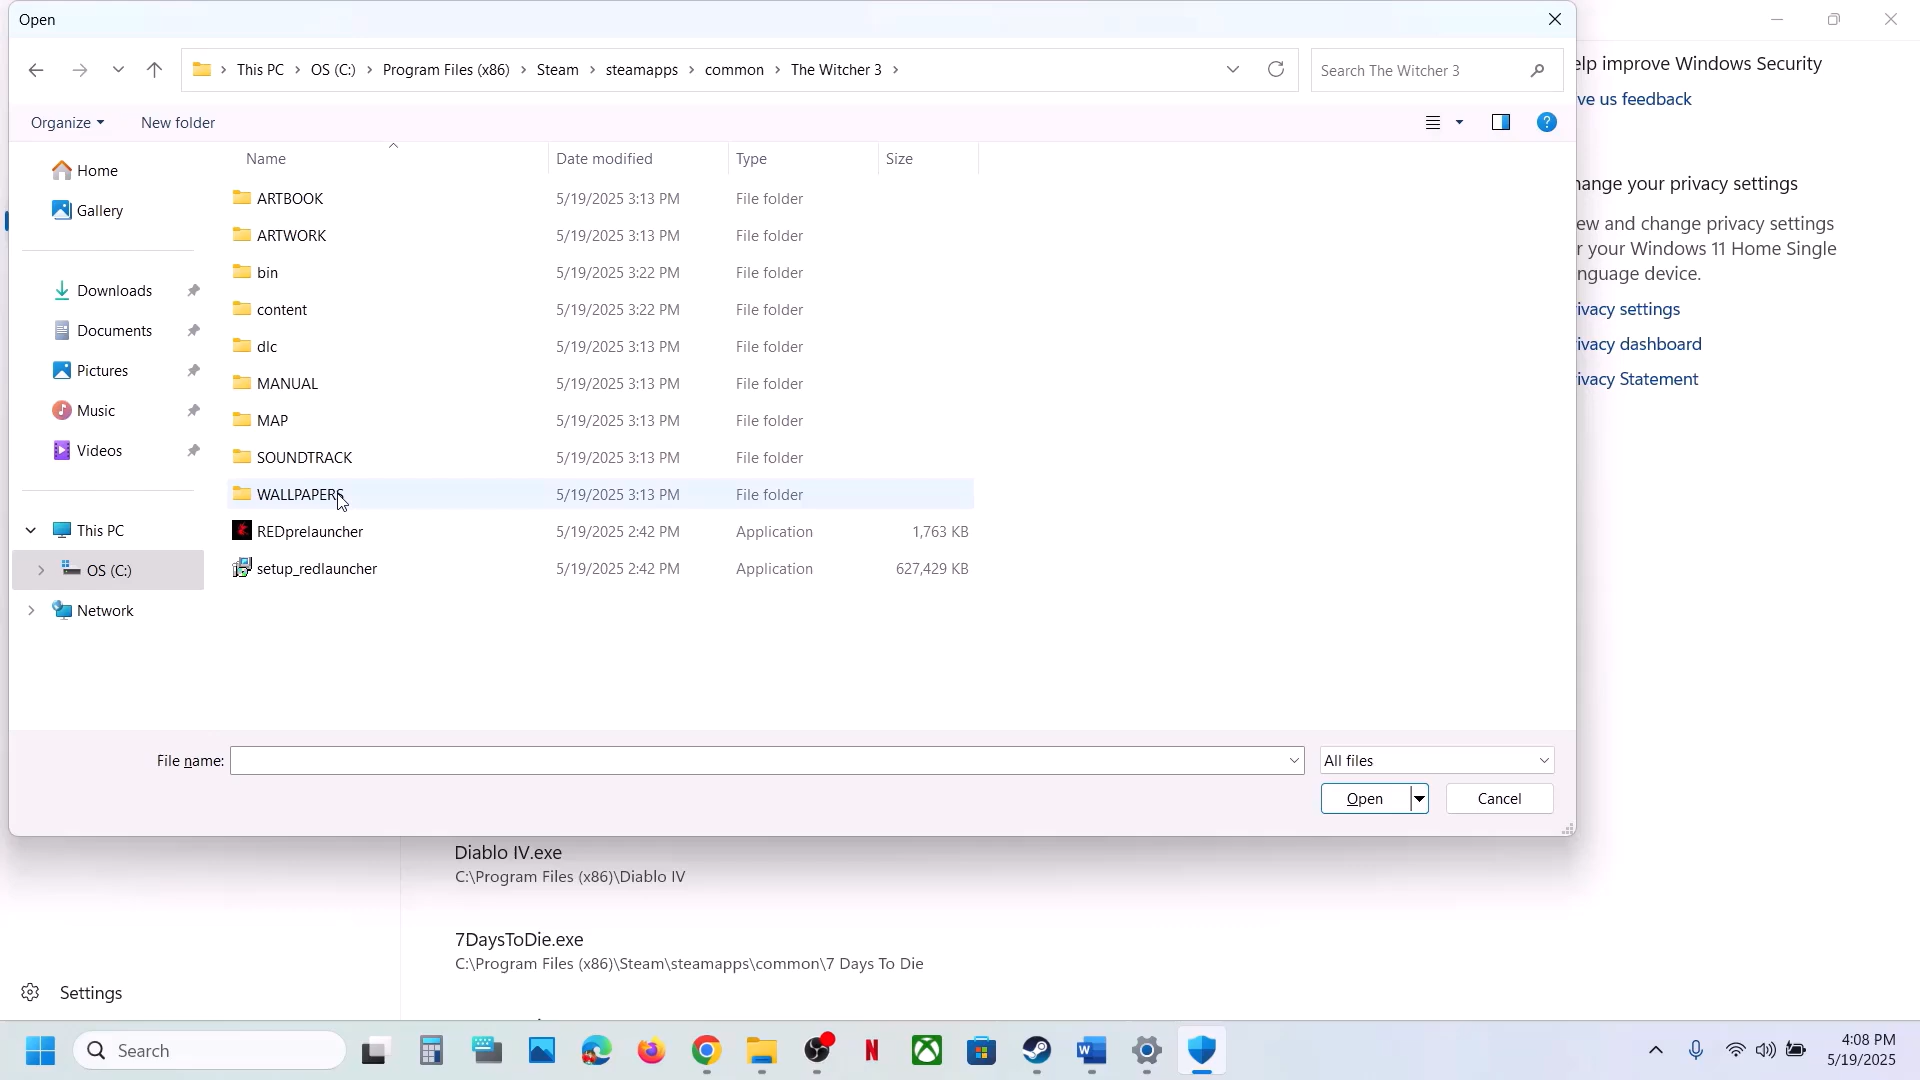 Open
This PC > OS (C:) > Program Files (x86) > Steam > steamapps > common > The Witcher 3 >
Search The Witcher 3
Organize
New folder
Name
Date modified
Type
Size
Home
Gallery
Downloads
Documents
Pictures
Music
Videos
This PC
OS (C:)
Network
ARTBOOK 5/19/2025 3:13 PM File folder
ARTWORK 5/19/2025 3:13 PM File folder
bin 5/19/2025 3:22 PM File folder
content 5/19/2025 3:22 PM File folder
dlc 5/19/2025 3:13 PM File folder
MANUAL 5/19/2025 3:13 PM File folder
MAP 5/19/2025 3:13 PM File folder
SOUNDTRACK 5/19/2025 3:13 PM File folder
WALLPAPERS 5/19/2025 3:13 PM File folder
REDprelauncher 5/19/2025 2:42 PM Application 1,763 KB
setup_redlauncher 5/19/2025 2:42 PM Application 627,429 KB
File name:
All files
Open
Cancel
elp improve Windows Security
ve us feedback
hange your privacy settings
ew and change privacy settings
r your Windows 11 Home Single
nguage device.
ivacy settings
ivacy dashboard
ivacy Statement
Diablo IV.exe
C:\Program Files (x86)\Diablo IV
7DaysToDie.exe
C:\Program Files (x86)\Steam\steamapps\common\7 Days To Die
Settings
Search
4:08 PM
5/19/2025